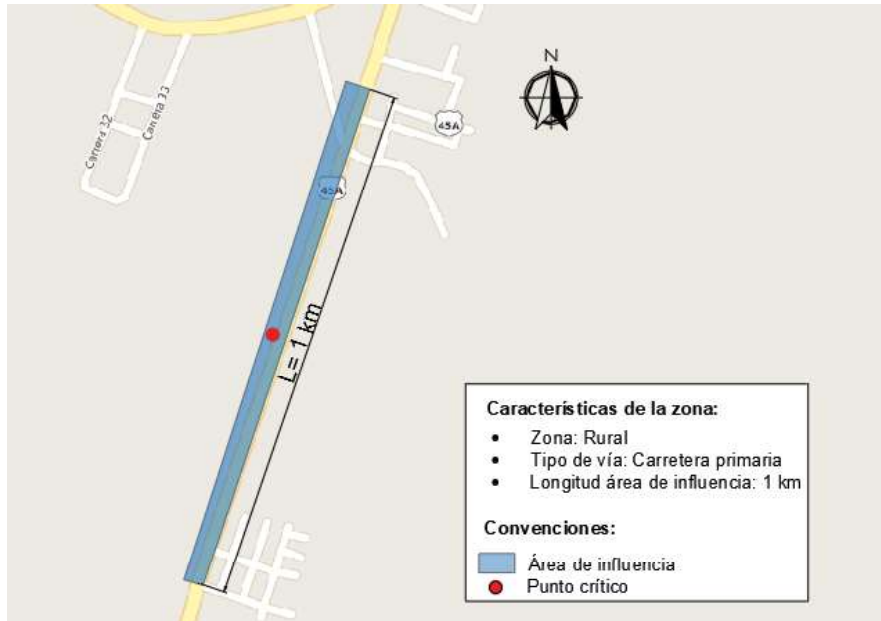 N
45A
Carrera 32
Carrera 33
45A
L= 1 km
Características de la zona:
• Zona: Rural
• Tipo de vía: Carretera primaria
• Longitud área de influencia: 1 km
Convenciones:
Área de influencia
Punto crítico